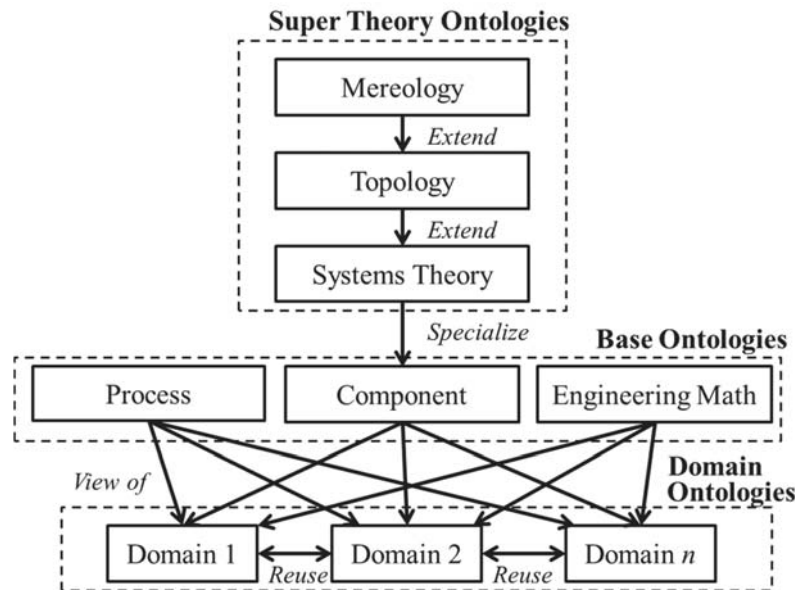 Super Theory Ontologies
Mereology
Extend
Topology
Extend
Systems Theory
Specialize
Base Ontologies
Process
Component
Engineering Math
View of
Domain
Ontologies
Domain 1
Domain 2
Domain n
Reuse
Reuse